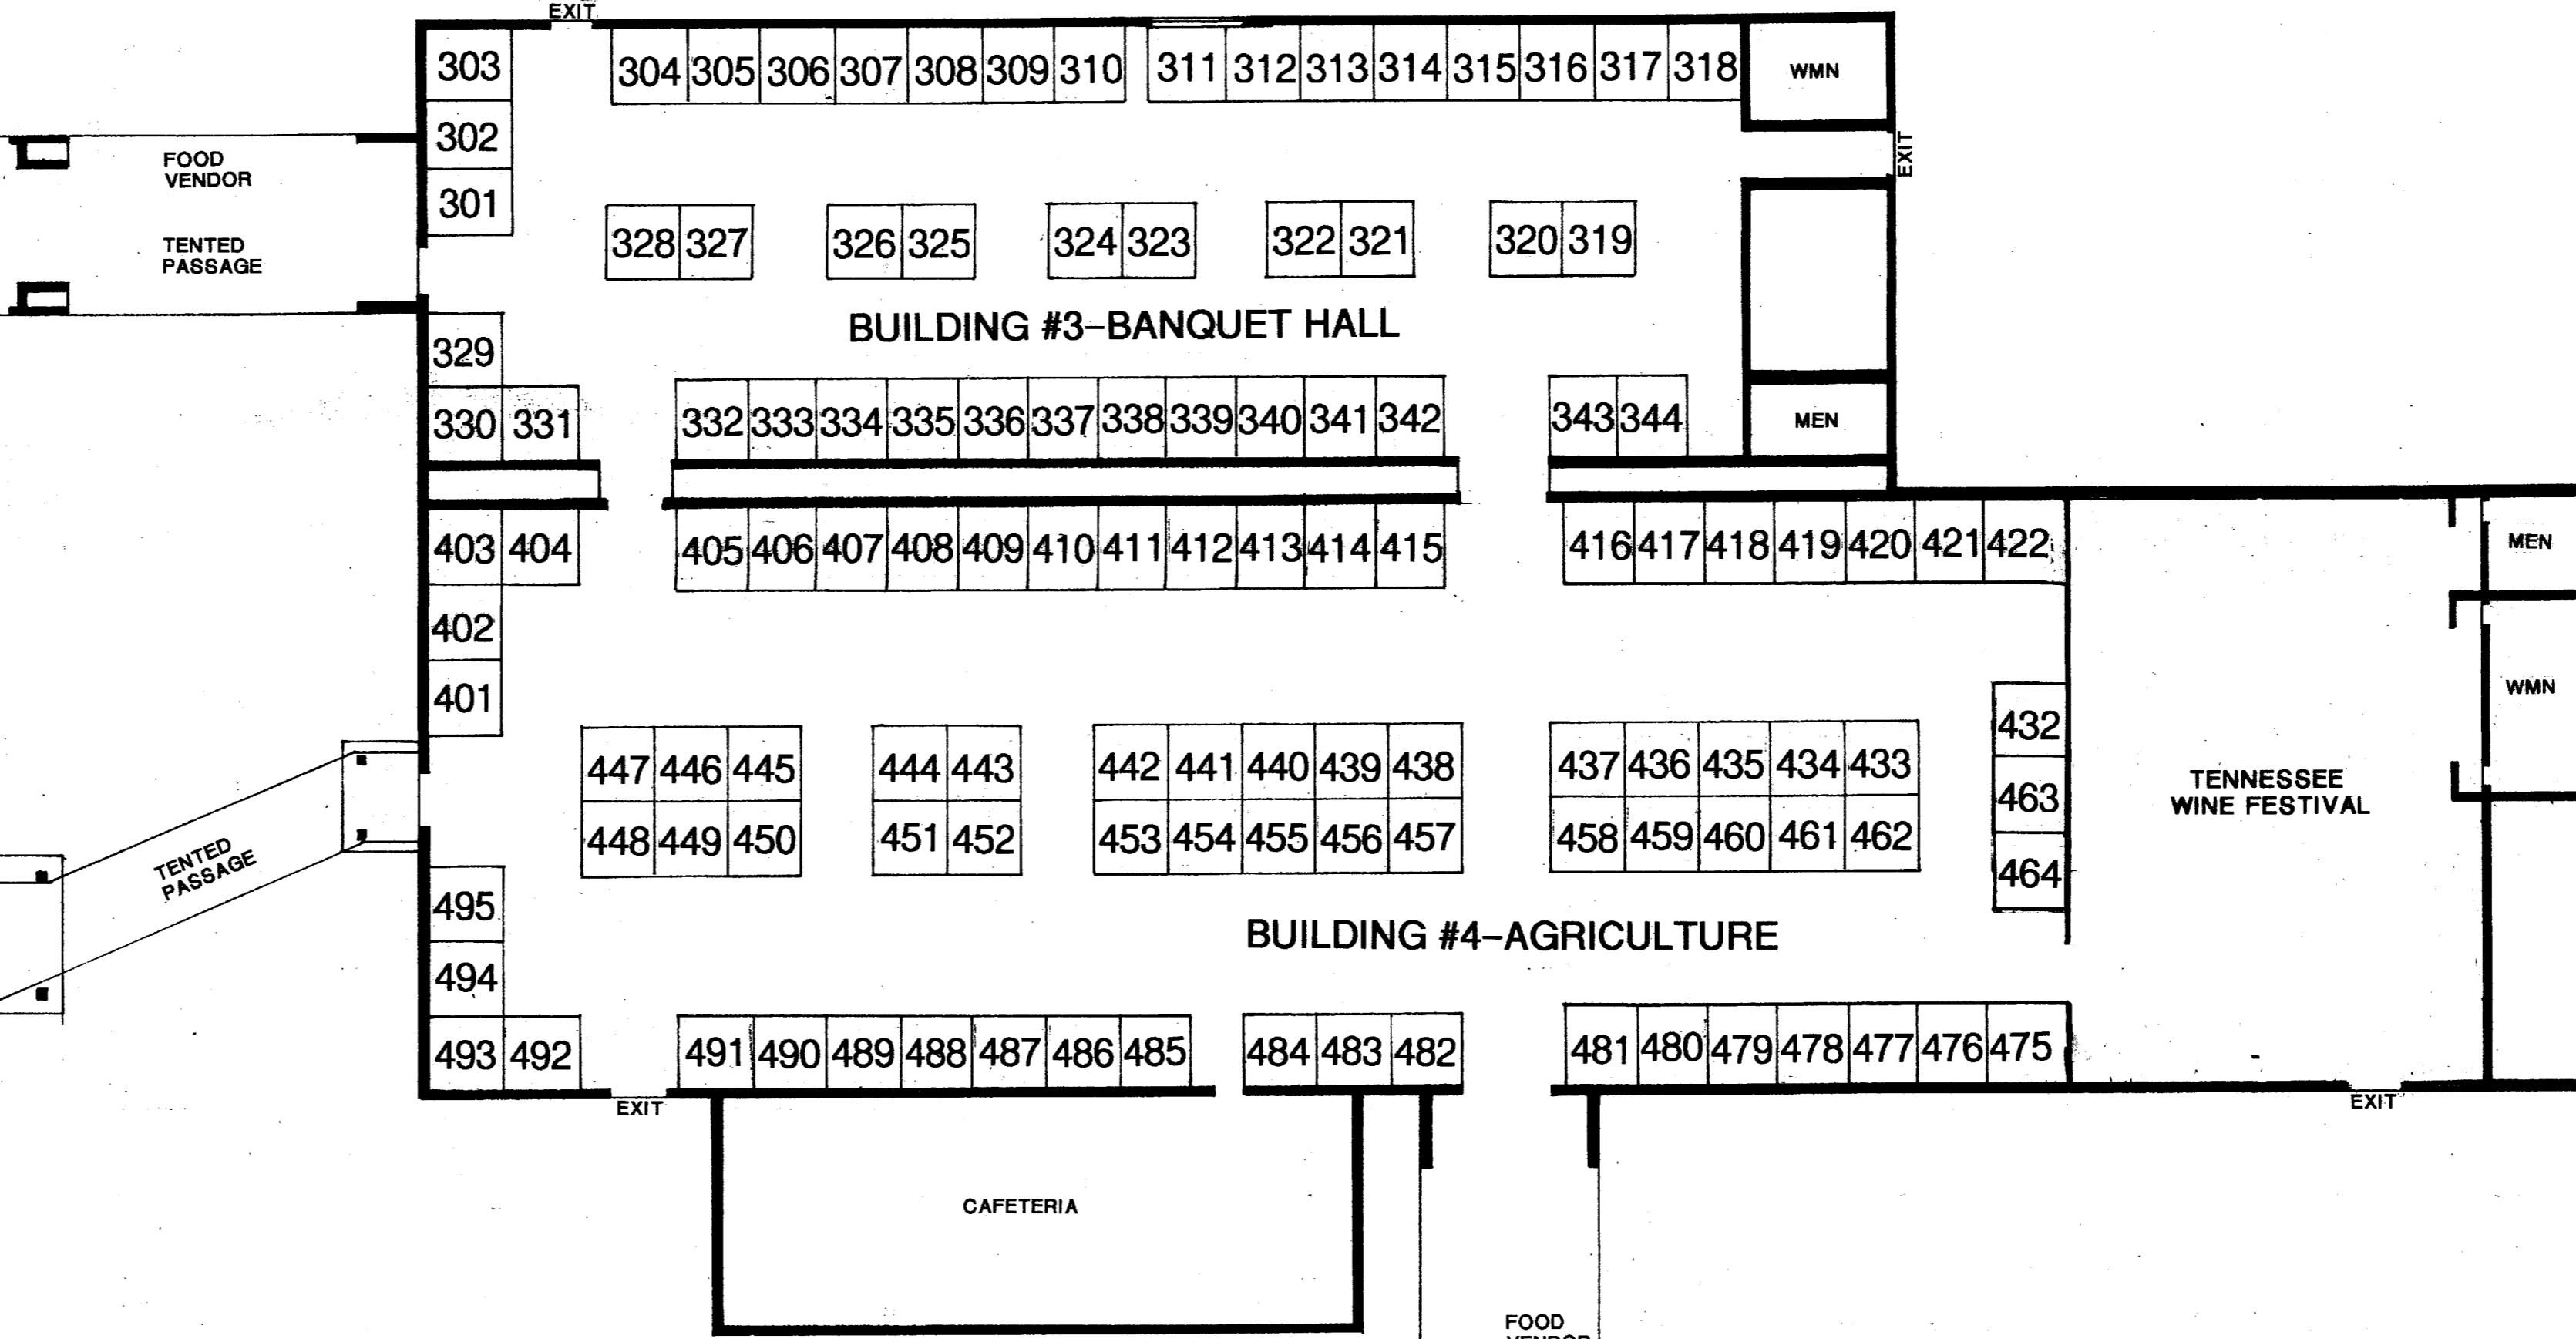 EXIT
303
304 305 306 307 308 309 310 311 312 313 314 315 316 317 318
WMN
302
EXIT
FOOD
VENDOR
301
TENTED
PASSAGE
328 327 326 325 324 323 322 321 320 319
BUILDING #3-BANQUET HALL
329
330 331 332 333 334 335 336 337 338 339 340 341 342 343 344
MEN
403 404 405 406 407 408 409 410 411 412 413 414 415 416 417 418 419 420 421 422
MEN
402
401
WMN
432
447 446 445 444 443 442 441 440 439 438 437 436 435 434 433
463
TENNESSEE
WINE FESTIVAL
448 449 450 451 452 453 454 455 456 457 458 459 460 461 462
TENTED
PASSAGE
464
495
BUILDING #4-AGRICULTURE
494
493 492 491 490 489 488 487 486 485 484 483 482 481 480 479 478 477 476 475
EXIT
EXIT
CAFETERIA
FOOD
VENDOR